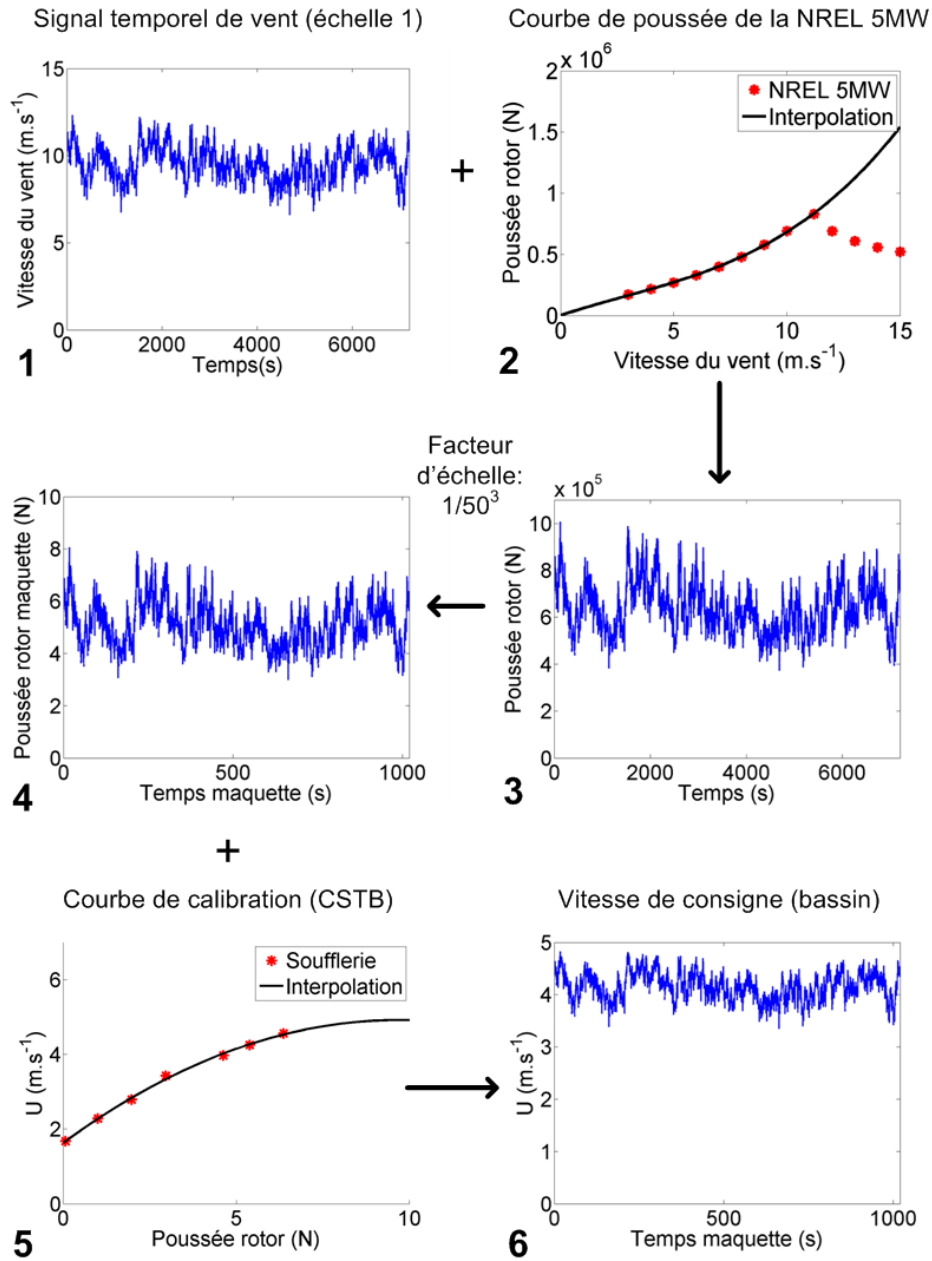 Signal temporel de vent (échelle 1)
Courbe de poussée de la NREL 5MW
15
10
5
0
Vitesse du vent (m.s-1)
0 2000 4000 6000
Temps(s)
1
+
x 10^6
2
1.5
1
0.5
0
Poussée rotor (N)
NREL 5MW
Interpolation
0 5 10 15
Vitesse du vent (m.s-1)
2
Facteur
d'échelle:
1/50^3
10
8
6
4
2
0
Poussée rotor maquette (N)
0 500 1000
Temps maquette (s)
4
x 10^5
10
8
6
4
2
0
Poussée rotor (N)
0 2000 4000 6000
Temps (s)
3
+
Courbe de calibration (CSTB)
Vitesse de consigne (bassin)
6
4
2
0
U (m.s-1)
Soufflerie
Interpolation
0 5 10
Poussée rotor (N)
5
5
4
3
2
1
0
U (m.s-1)
0 500 1000
Temps maquette (s)
6